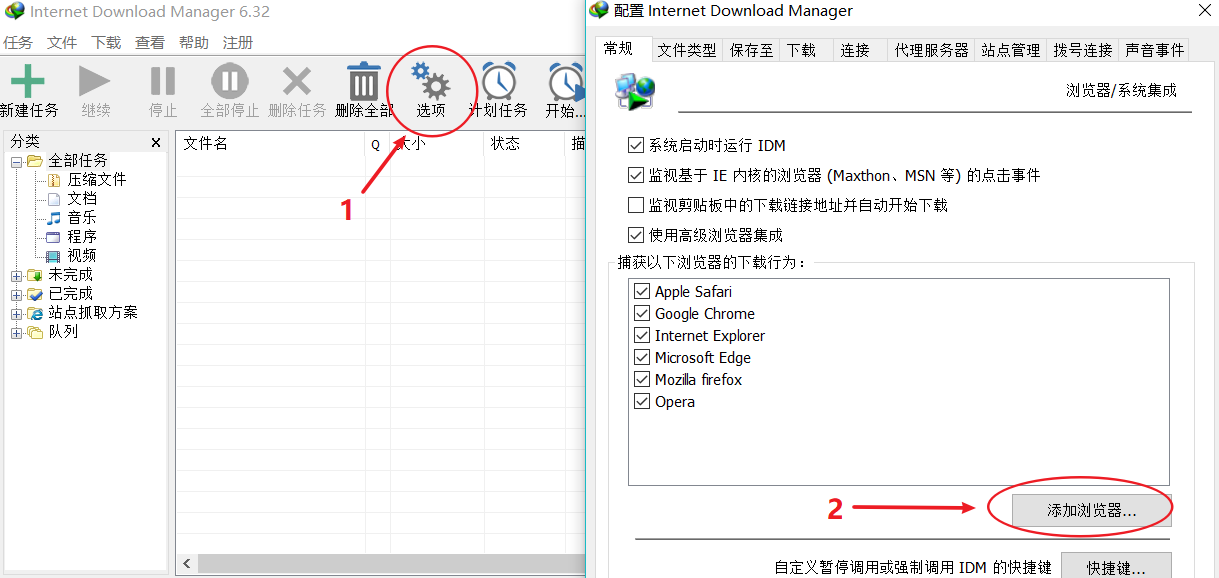 Internet Download Manager 6.32
任务 文件 下载 查看 帮助 注册
新建任务 继续 停止 全部停止 删除任务 删除全部 选项 计划任务 开始...
分类
全部任务
压缩文件
文档
音乐
程序
视频
未完成
已完成
站点抓取方案
队列
文件名 Q 大小 状态 描
1
配置 Internet Download Manager
常规 文件类型 保存至 下载 连接 代理服务器 站点管理 拨号连接 声音事件
浏览器/系统集成
系统启动时运行 IDM
监视基于 IE 内核的浏览器 (Maxthon、MSN 等) 的点击事件
监视剪贴板中的下载链接地址并自动开始下载
使用高级浏览器集成
捕获以下浏览器的下载行为：
Apple Safari
Google Chrome
Internet Explorer
Microsoft Edge
Mozilla firefox
Opera
2
添加浏览器...
自定义暂停调用或强制调用 IDM 的快捷键
快捷键...